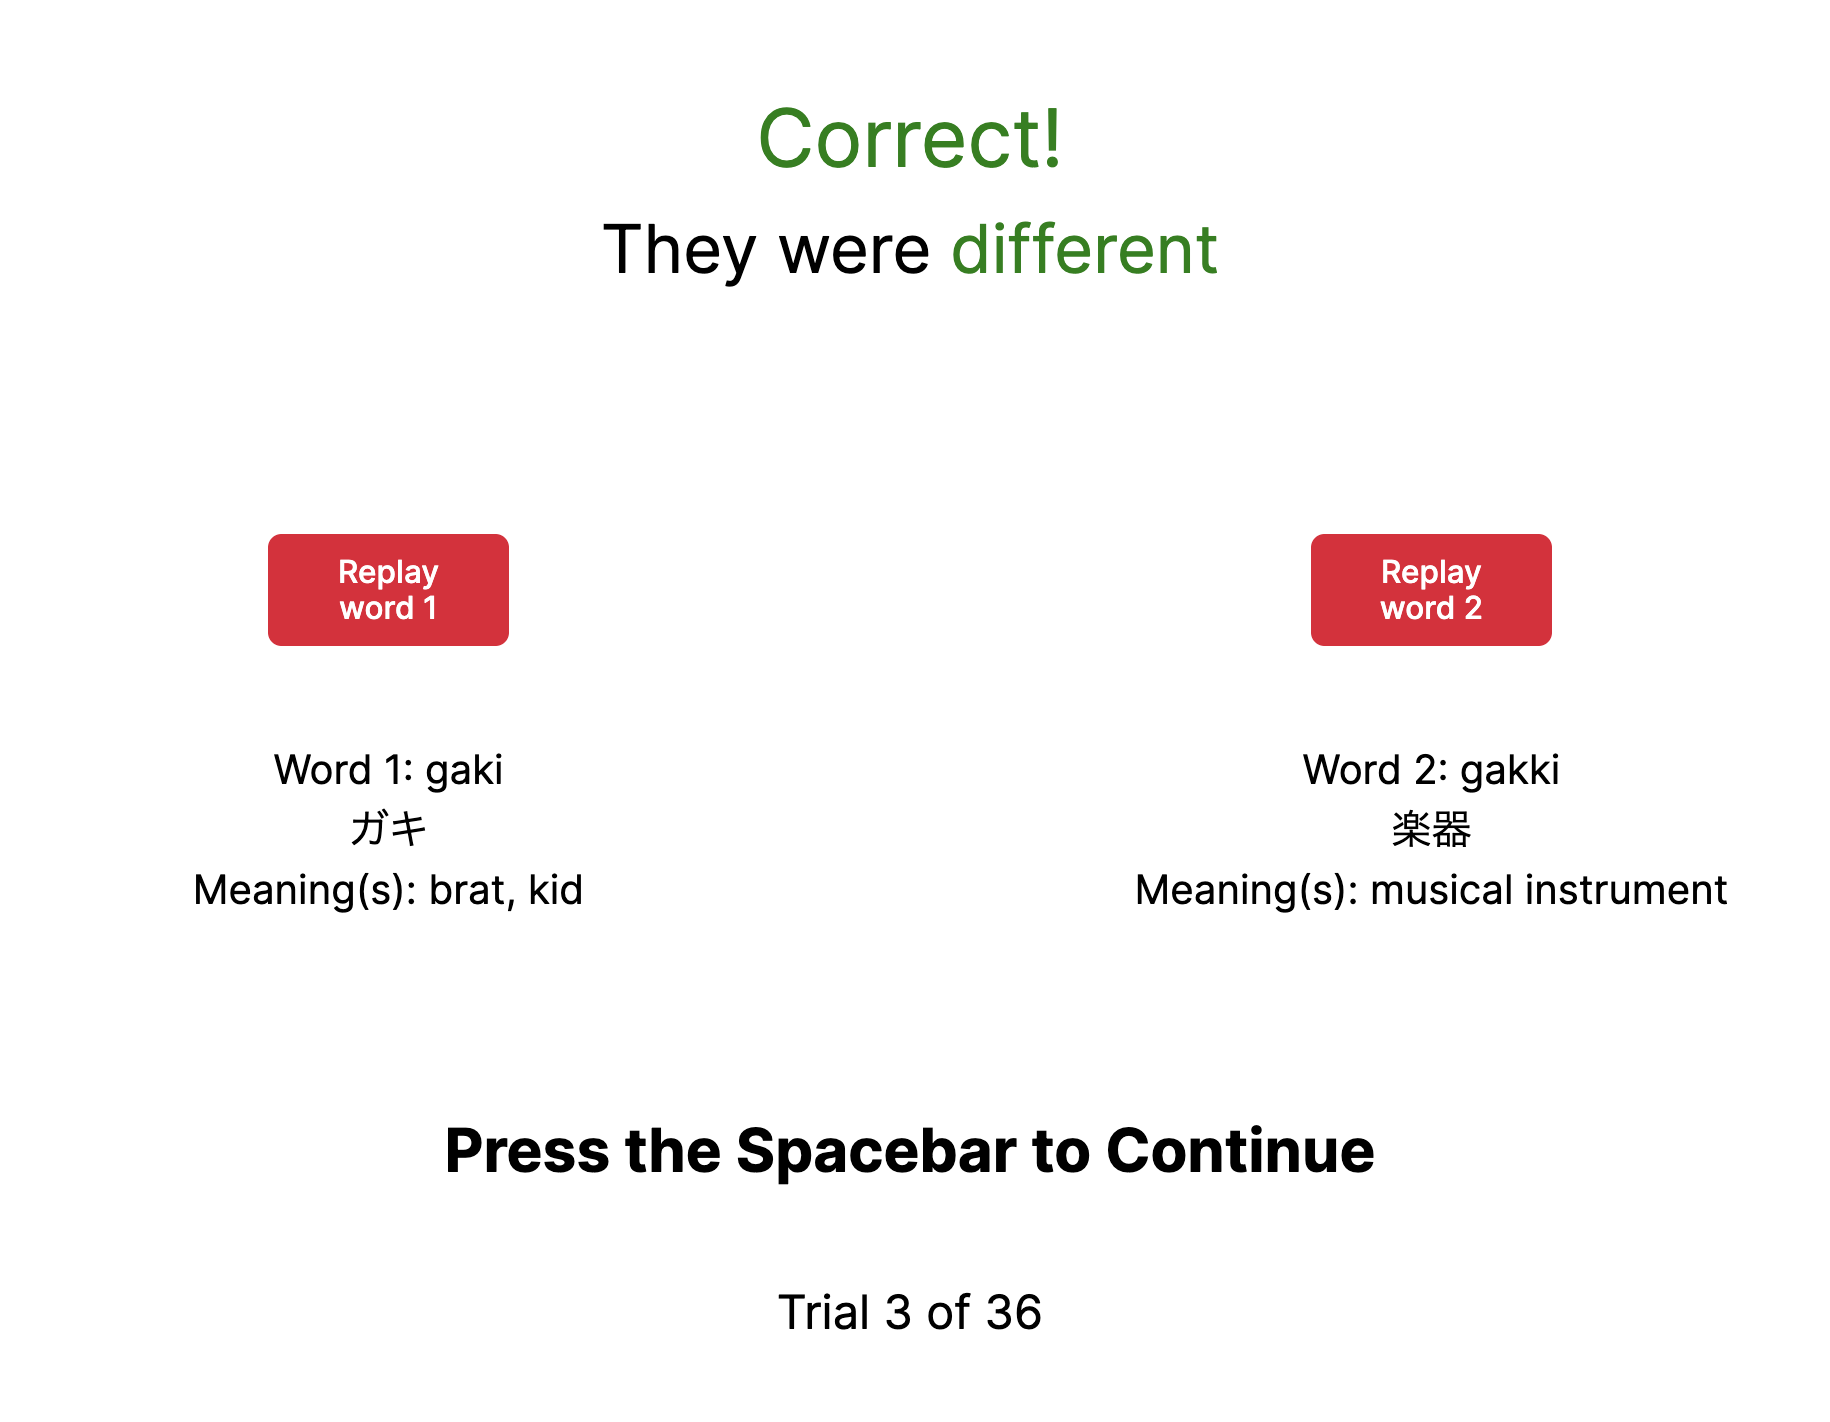 Correct!
They were different
Replay
word 1
Replay
word 2
Word 1: gaki
ガキ
Meaning(s): brat, kid
Word 2: gakki
楽器
Meaning(s): musical instrument
Press the Spacebar to Continue
Trial 3 of 36